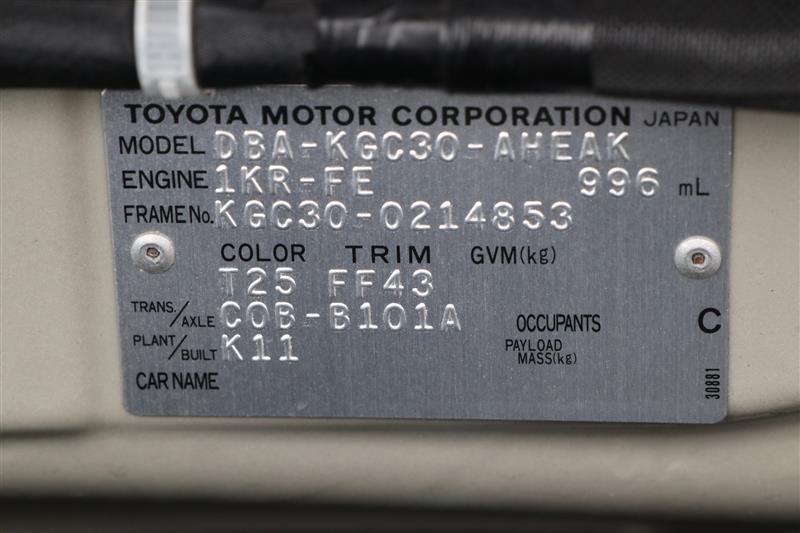 TOYOTA MOTOR CORPORATION JAPAN
MODEL DBA-KGC30-AHEAK
ENGINE 1KR-FE 996 mL
FRAME No. KGC30-0214853
COLOR TRIM GVM(kg)
T25 FF43
TRANS./AXLE C0B-B101A OCCUPANTS C
PLANT/BUILT K11 PAYLOAD MASS(kg)
CAR NAME
30881